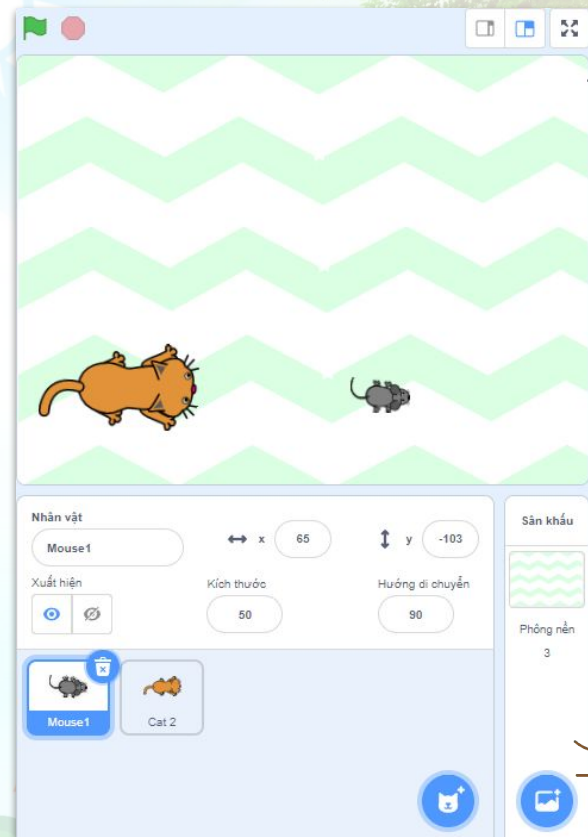 Nhân vật
Mouse1
x 65
y -103
Sân khấu
Xuất hiện
Kích thước
50
Hướng di chuyển
90
Phông nền
3
Mouse1
Cat 2